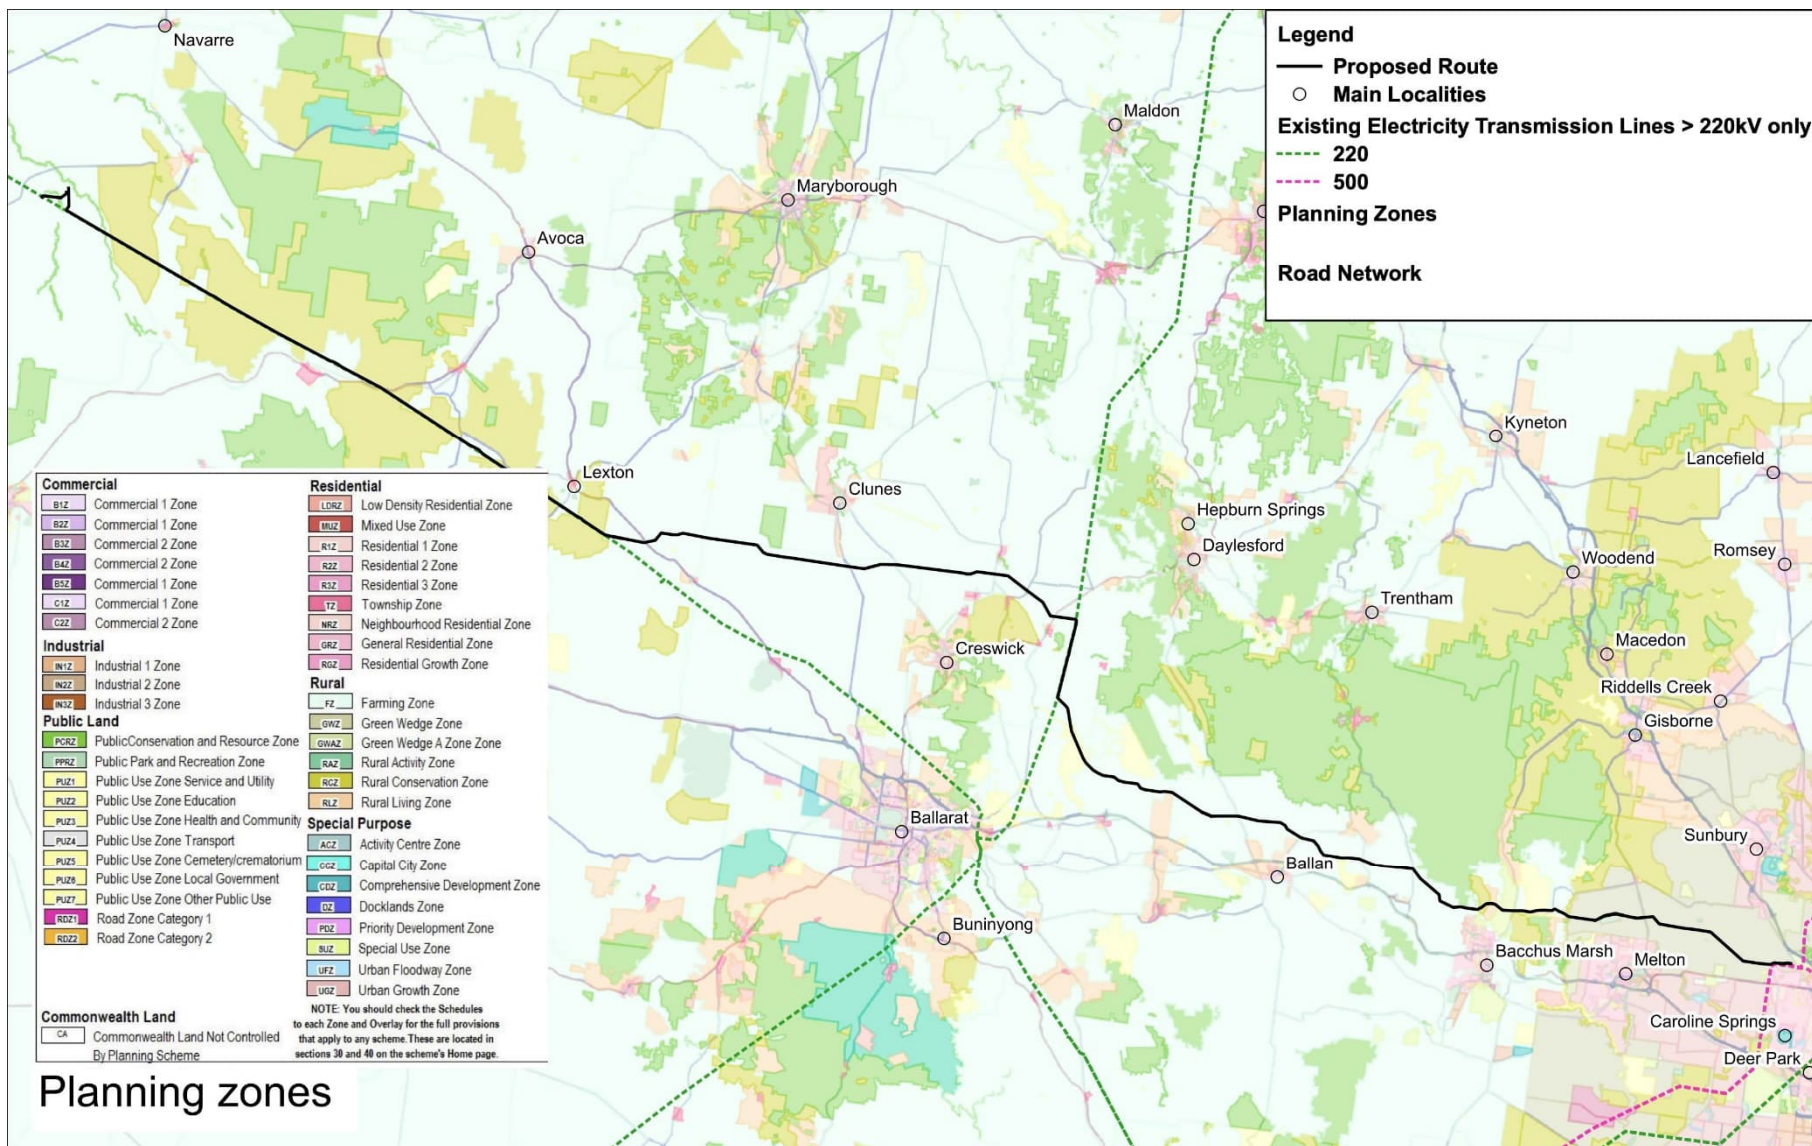 Navarre
Maldon
Maryborough
Avoca
Kyneton
Lancefield
Lexton
Clunes
Hepburn Springs
Daylesford
Woodend
Romsey
Trentham
Macedon
Creswick
Riddells Creek
Gisborne
Ballarat
Sunbury
Ballan
Buninyong
Bacchus Marsh
Melton
Caroline Springs
Deer Park
Legend
Proposed Route
Main Localities
Existing Electricity Transmission Lines > 220kV only
220
500
Planning Zones
Road Network
Commercial
B1Z Commercial 1 Zone
B2Z Commercial 1 Zone
B3Z Commercial 2 Zone
B4Z Commercial 2 Zone
B5Z Commercial 1 Zone
C1Z Commercial 1 Zone
C2Z Commercial 2 Zone
Industrial
IN1Z Industrial 1 Zone
IN2Z Industrial 2 Zone
IN3Z Industrial 3 Zone
Public Land
PCRZ PublicConservation and Resource Zone
PPRZ Public Park and Recreation Zone
PUZ1 Public Use Zone Service and Utility
PUZ2 Public Use Zone Education
PUZ3 Public Use Zone Health and Community
PUZ4 Public Use Zone Transport
PUZ5 Public Use Zone Cemetery/crematorium
PUZ6 Public Use Zone Local Government
PUZ7 Public Use Zone Other Public Use
RDZ1 Road Zone Category 1
RDZ2 Road Zone Category 2
Commonwealth Land
CA Commonwealth Land Not Controlled
By Planning Scheme
Residential
LDRZ Low Density Residential Zone
MUZ Mixed Use Zone
R1Z Residential 1 Zone
R2Z Residential 2 Zone
R3Z Residential 3 Zone
TZ Township Zone
NRZ Neighbourhood Residential Zone
GRZ General Residential Zone
RGZ Residential Growth Zone
Rural
FZ Farming Zone
GWZ Green Wedge Zone
GWAZ Green Wedge A Zone Zone
RAZ Rural Activity Zone
RCZ Rural Conservation Zone
RLZ Rural Living Zone
Special Purpose
ACZ Activity Centre Zone
CCZ Capital City Zone
CDZ Comprehensive Development Zone
DZ Docklands Zone
PDZ Priority Development Zone
SUZ Special Use Zone
UFZ Urban Floodway Zone
UGZ Urban Growth Zone
NOTE: You should check the Schedules
to each Zone and Overlay for the full provisions
that apply to any scheme.These are located in
sections 30 and 40 on the scheme's Home page.
Planning zones